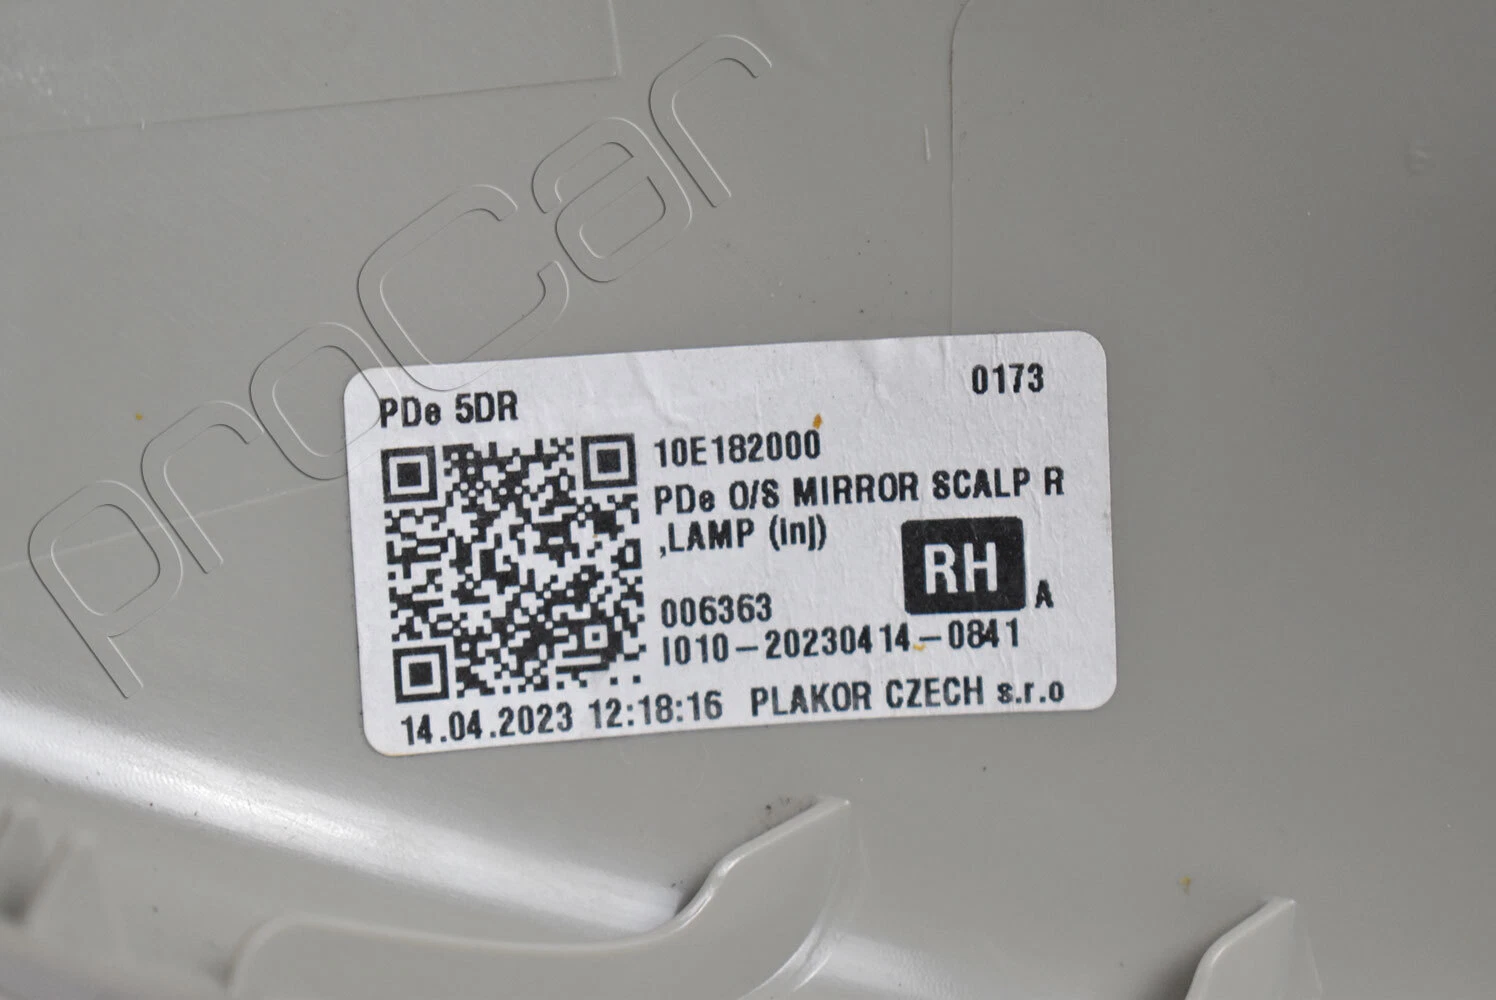 proCar
PDe 5DR
0173
10E182000
PDe O/S MIRROR SCALP R
,LAMP (inj)
RH
A
006363
I010-20230414-0841
14.04.2023 12:18:16 PLAKOR CZECH s.r.o